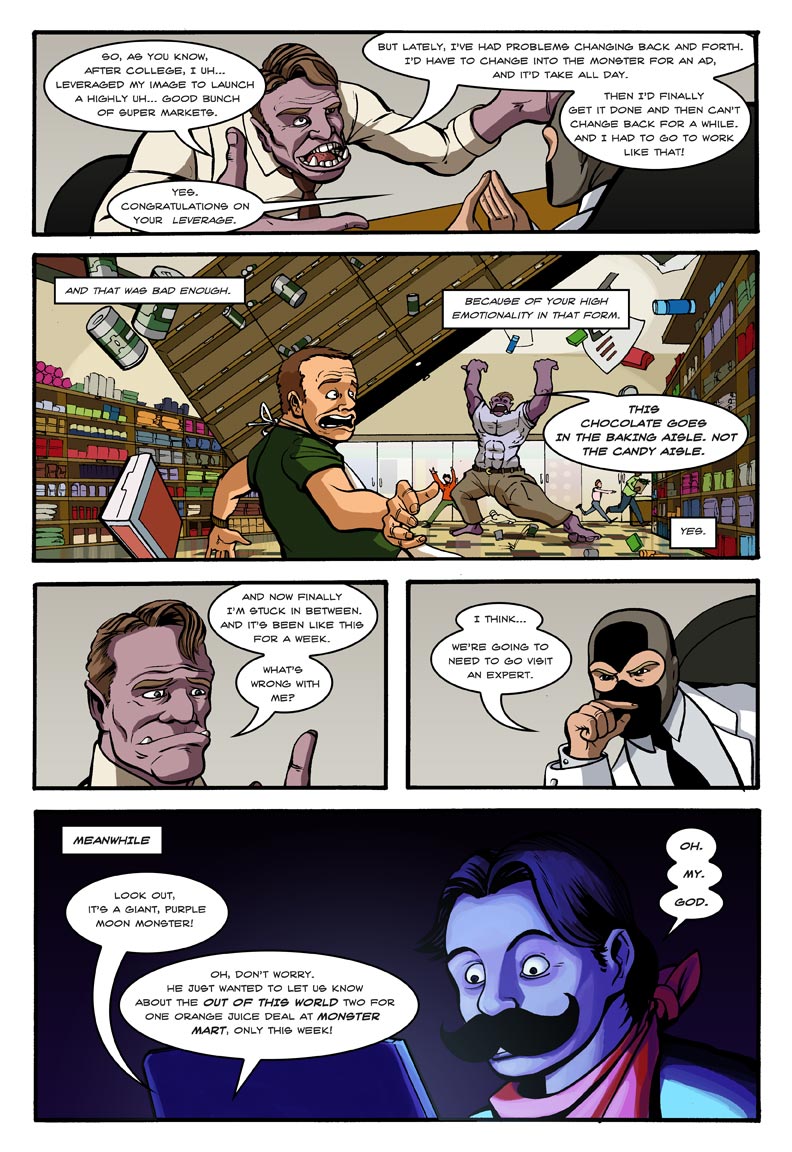 SO, AS YOU KNOW,
AFTER COLLEGE, I UH...
LEVERAGED MY IMAGE TO LAUNCH
A HIGHLY UH... GOOD BUNCH
OF SUPER MARKETS.
BUT LATELY, I'VE HAD PROBLEMS CHANGING BACK AND FORTH.
I'D HAVE TO CHANGE INTO THE MONSTER FOR AN AD,
AND IT'D TAKE ALL DAY.
THEN I'D FINALLY
GET IT DONE AND THEN CAN'T
CHANGE BACK FOR A WHILE.
AND I HAD TO GO TO WORK
LIKE THAT!
YES.
CONGRATULATIONS ON
YOUR LEVERAGE.
AND THAT WAS BAD ENOUGH.
BECAUSE OF YOUR HIGH
EMOTIONALITY IN THAT FORM.
THIS
CHOCOLATE GOES
IN THE BAKING AISLE. NOT
THE CANDY AISLE.
YES.
AND NOW FINALLY
I'M STUCK IN BETWEEN.
AND IT'S BEEN LIKE THIS
FOR A WEEK.
WHAT'S
WRONG WITH
ME?
I THINK...
WE'RE GOING TO
NEED TO GO VISIT
AN EXPERT.
MEANWHILE
LOOK OUT,
IT'S A GIANT, PURPLE
MOON MONSTER!
OH, DON'T WORRY.
HE JUST WANTED TO LET US KNOW
ABOUT THE OUT OF THIS WORLD TWO FOR
ONE ORANGE JUICE DEAL AT MONSTER
MART, ONLY THIS WEEK!
OH.
MY.
GOD.